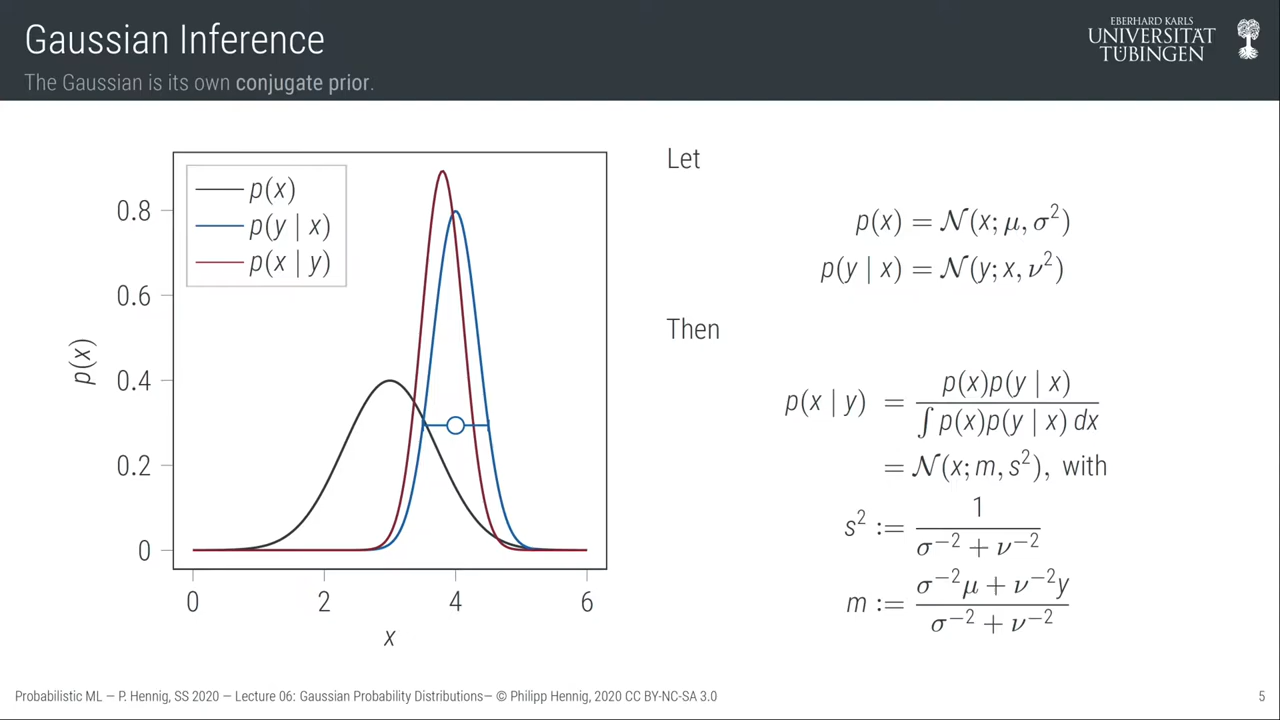 Gaussian Inference
The Gaussian is its own conjugate prior.
EBERHARD KARLS
UNIVERSITÄT
TÜBINGEN
p(x)
p(y | x)
p(x | y)
0.8
0.6
0.4
0.2
0
p(x)
0 2 4 6
x
Let
p(x) = 𝒩(x; μ, σ²)
p(y | x) = 𝒩(y; x, ν²)
Then
p(x | y) = p(x)p(y | x) / ∫ p(x)p(y | x) dx
= 𝒩(x; m, s²), with
s² := 1 / (σ⁻² + ν⁻²)
m := (σ⁻²μ + ν⁻²y) / (σ⁻² + ν⁻²)
Probabilistic ML — P. Hennig, SS 2020 — Lecture 06: Gaussian Probability Distributions— © Philipp Hennig, 2020 CC BY-NC-SA 3.0
5